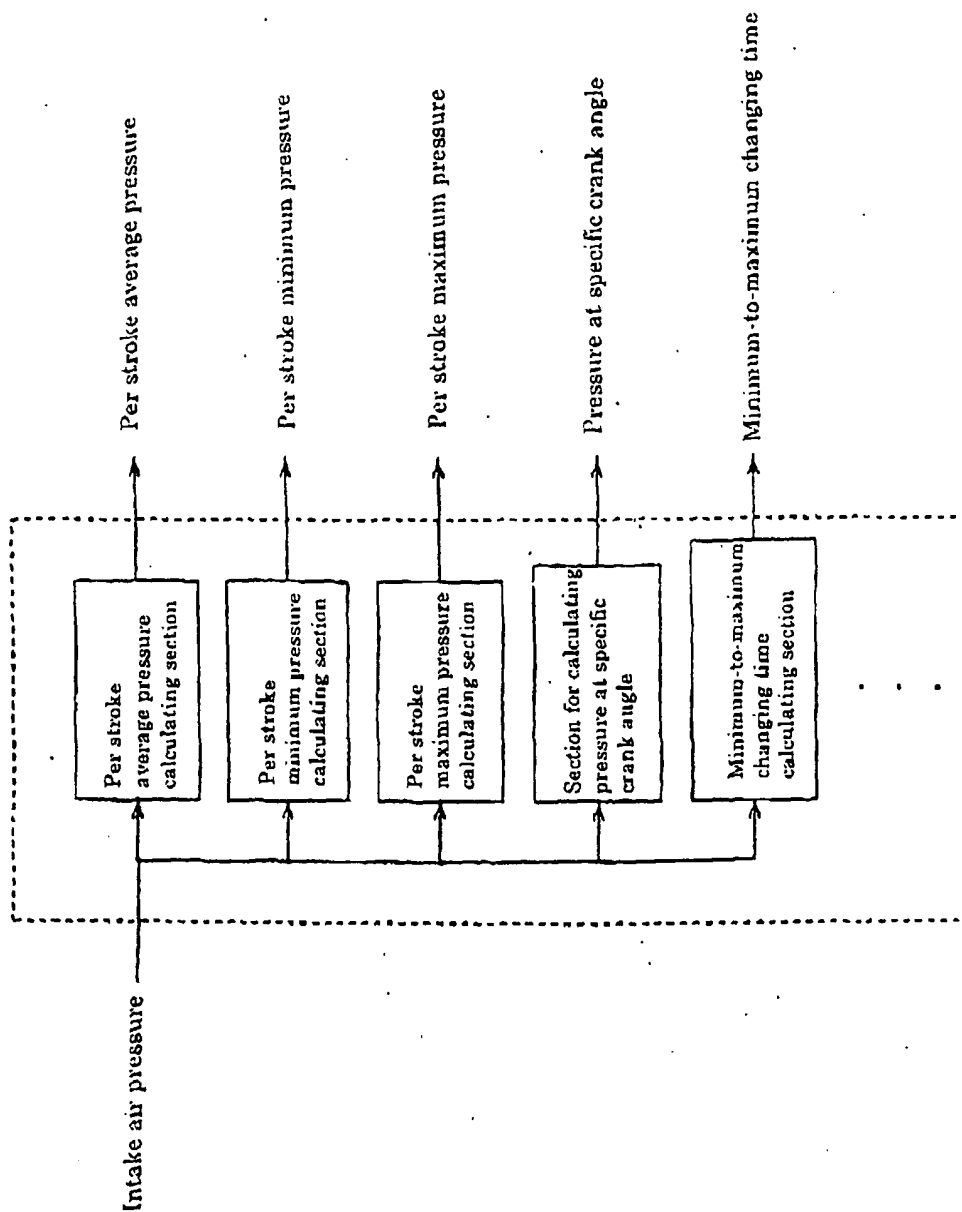 Intake air pressure
Per stroke
average pressure
calculating section
Per stroke average pressure
Per stroke
minimum pressure
calculating section
Per stroke minimum pressure
Per stroke
maximum pressure
calculating section
Per stroke maximum pressure
Section for calculating
pressure at specific
crank angle
Pressure at specific crank angle
Minimum-to-maximum
changing time
calculating section
Minimum-to-maximum changing time